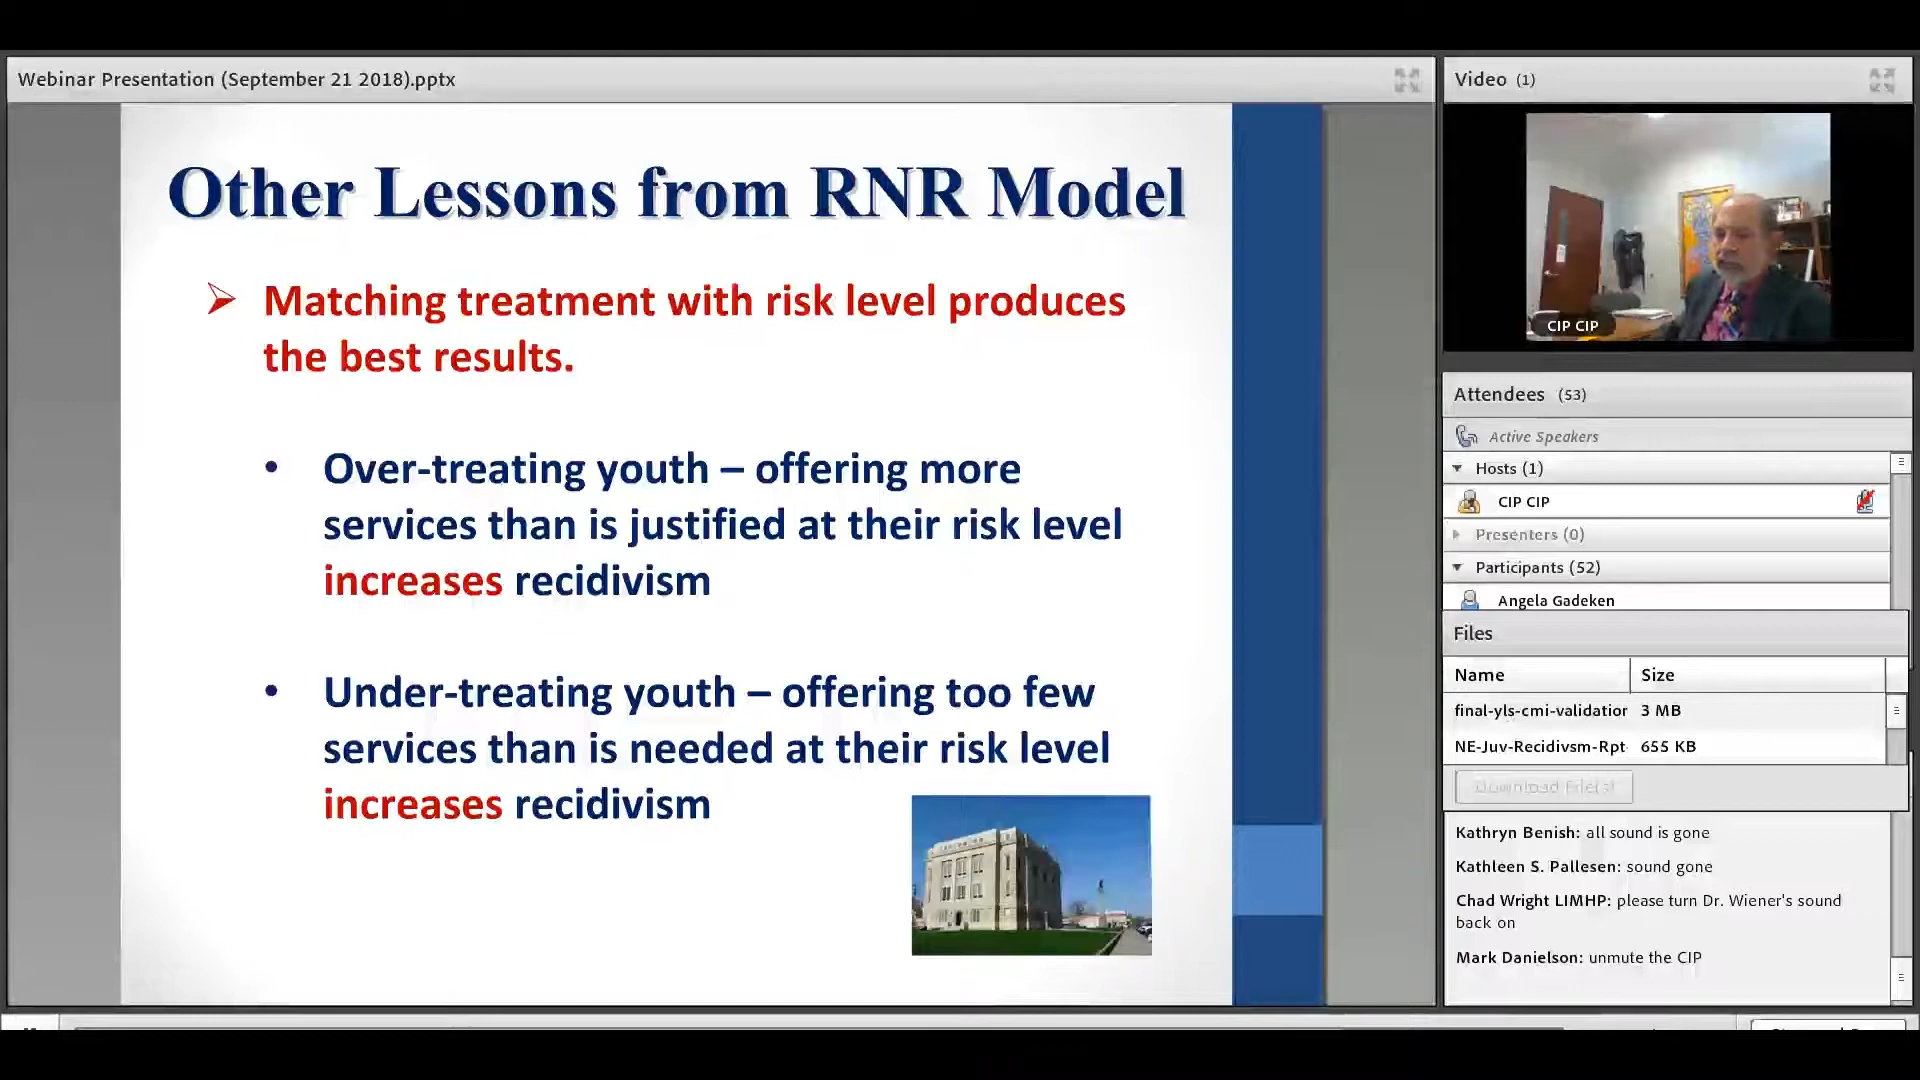 Webinar Presentation (September 21 2018).pptx
Other Lessons from RNR Model
Matching treatment with risk level produces
the best results.
• Over-treating youth – offering more
services than is justified at their risk level
increases recidivism
• Under-treating youth – offering too few
services than is needed at their risk level
increases recidivism
Video (1)
CIP CIP
Attendees (53)
Active Speakers
Hosts (1)
CIP CIP
Presenters (0)
Participants (52)
Angela Gadeken
Files
Name Size
final-yls-cmi-validation 3 MB
NE-Juv-Recidivsm-Rpt 655 KB
Download File(s)
Kathryn Benish: all sound is gone
Kathleen S. Pallesen: sound gone
Chad Wright LIMHP: please turn Dr. Wiener's sound
back on
Mark Danielson: unmute the CIP